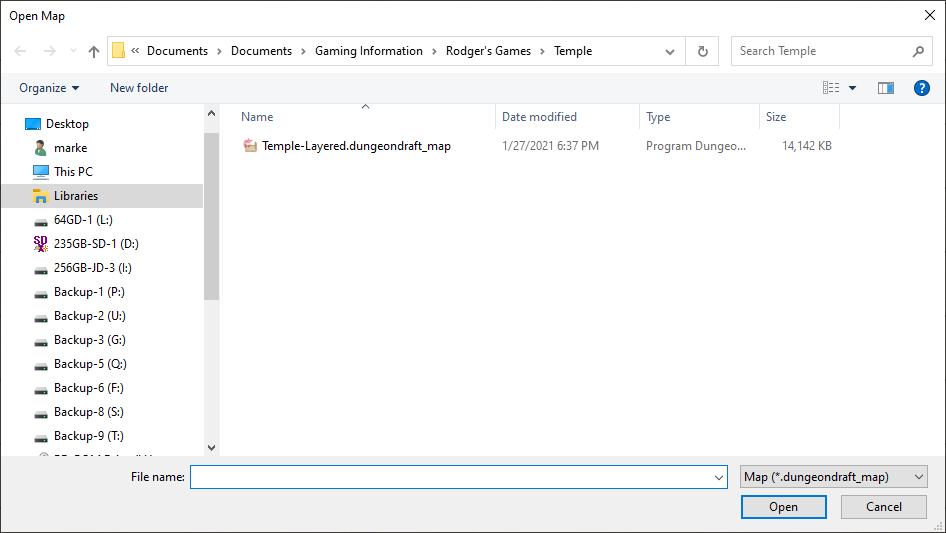 Open Map
« Documents > Documents > Gaming Information > Rodger's Games > Temple
Search Temple
Organize
New folder
?
Name Date modified Type Size
Temple-Layered.dungeondraft_map 1/27/2021 6:37 PM Program Dungeo... 14,142 KB
Desktop
marke
This PC
Libraries
64GD-1 (L:)
SD
235GB-SD-1 (D:)
256GB-JD-3 (I:)
Backup-1 (P:)
Backup-2 (U:)
Backup-3 (G:)
Backup-5 (Q:)
Backup-6 (F:)
Backup-8 (S:)
Backup-9 (T:)
File name:
Map (*.dungeondraft_map)
Open
Cancel